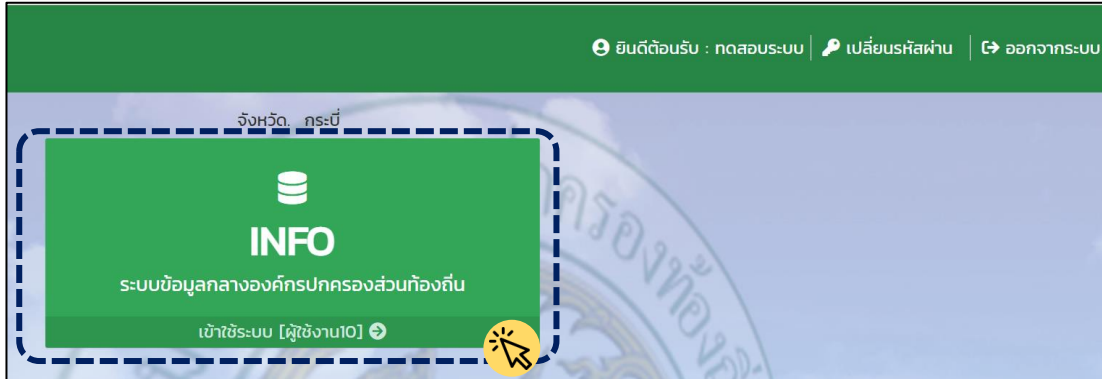 ยินดีต้อนรับ : ทดสอบระบบ เปลี่ยนรหัสผ่าน ออกจากระบบ
จังหวัด. กระบี่
INFO
ระบบข้อมูลกลางองค์กรปกครองส่วนท้องถิ่น
เข้าใช้ระบบ [ผู้ใช้งาน10]